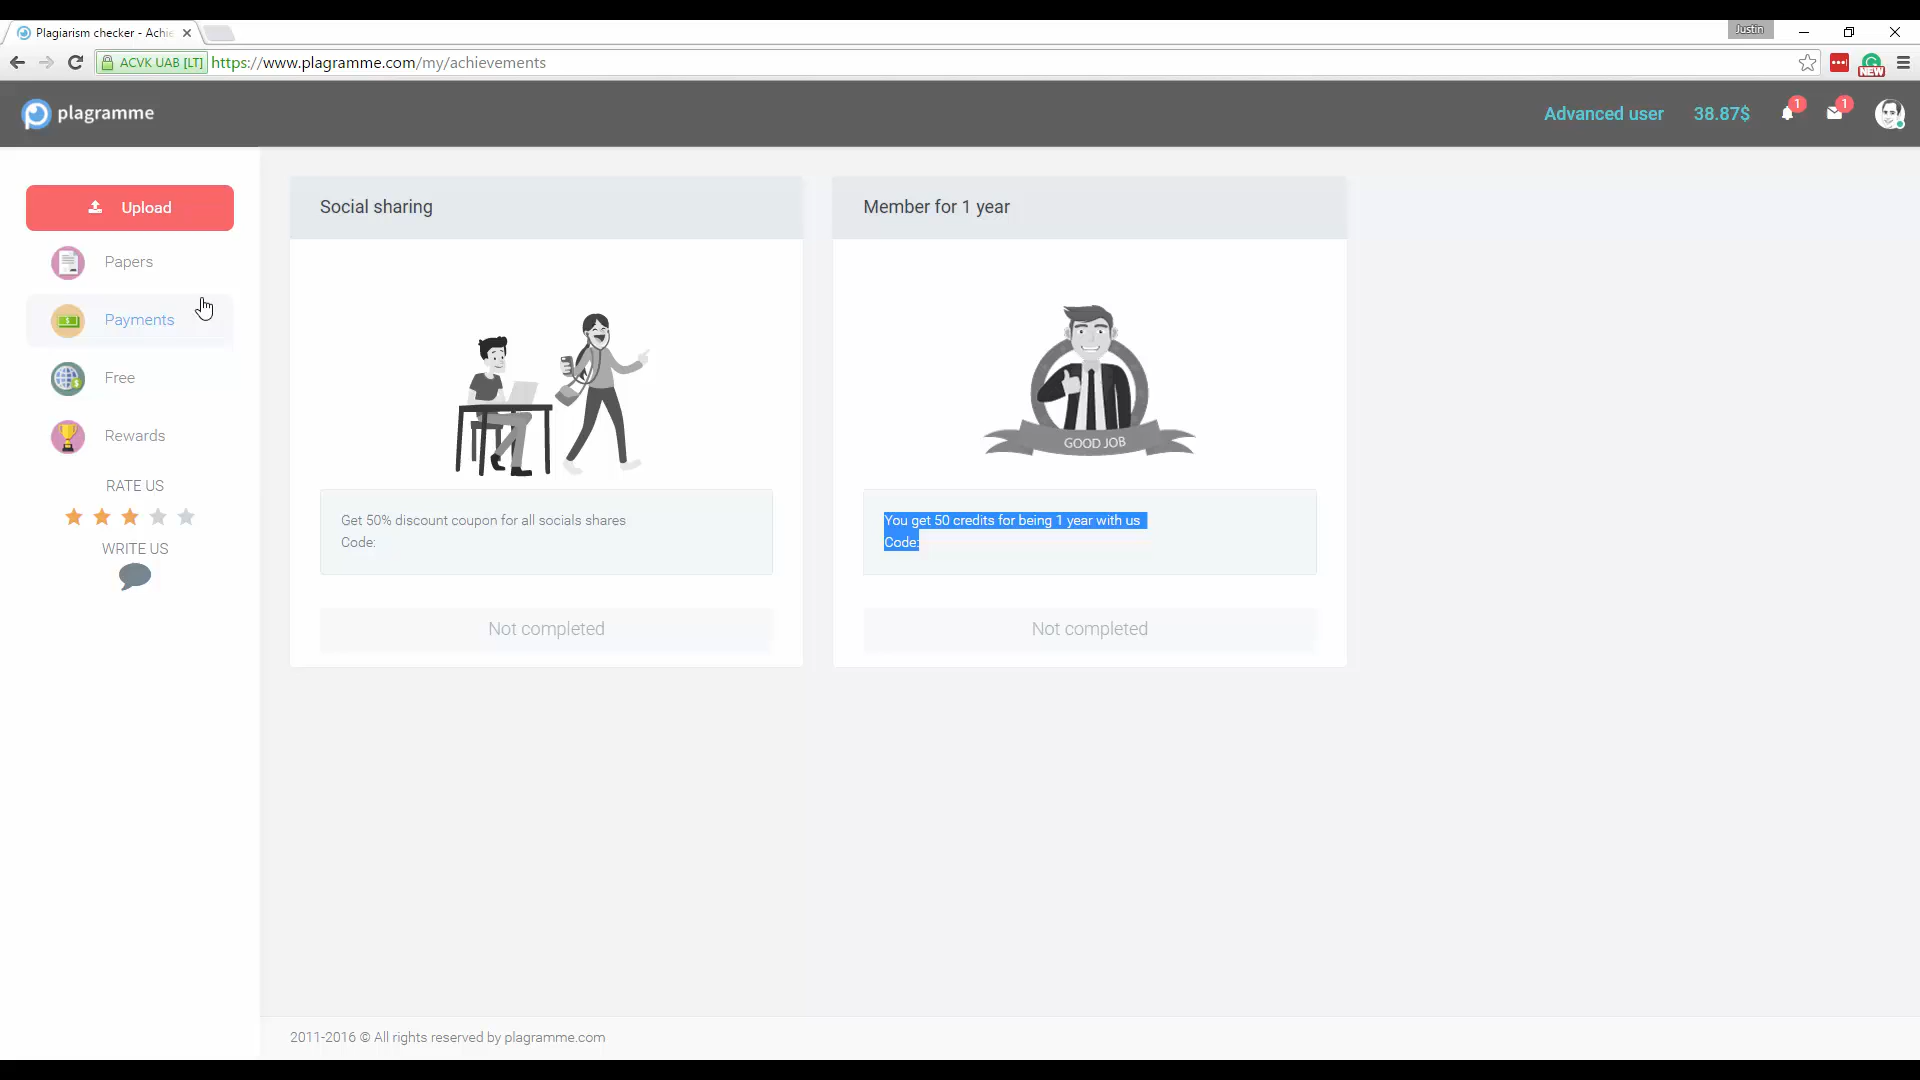 Plagiarism checker - Achie
Justin
ACVK UAB [LT]
https://www.plagramme.com/my/achievements
NEW
plagramme
Advanced user
38.87$
1
1
Upload
Papers
Payments
Free
Rewards
RATE US
WRITE US
Social sharing
Get 50% discount coupon for all socials shares
Code:
Not completed
Member for 1 year
GOOD JOB
You get 50 credits for being 1 year with us
Code:
Not completed
2011-2016 © All rights reserved by plagramme.com